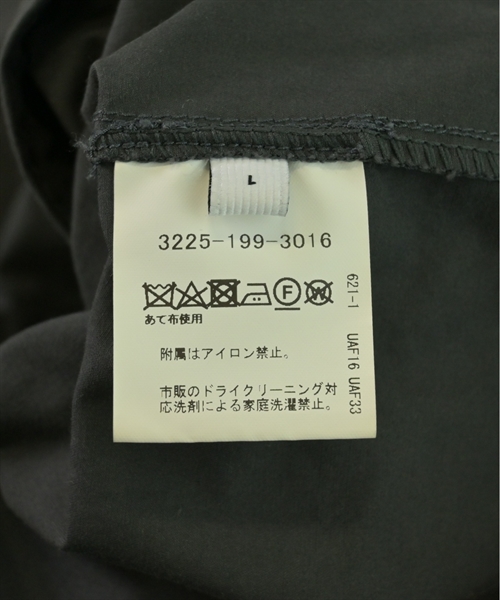 L
3225-199-3016
F W
あて布使用
附属はアイロン禁止。
市販のドライクリーニング対
応洗剤による家庭洗濯禁止。
621-1 UAF16 UAF33